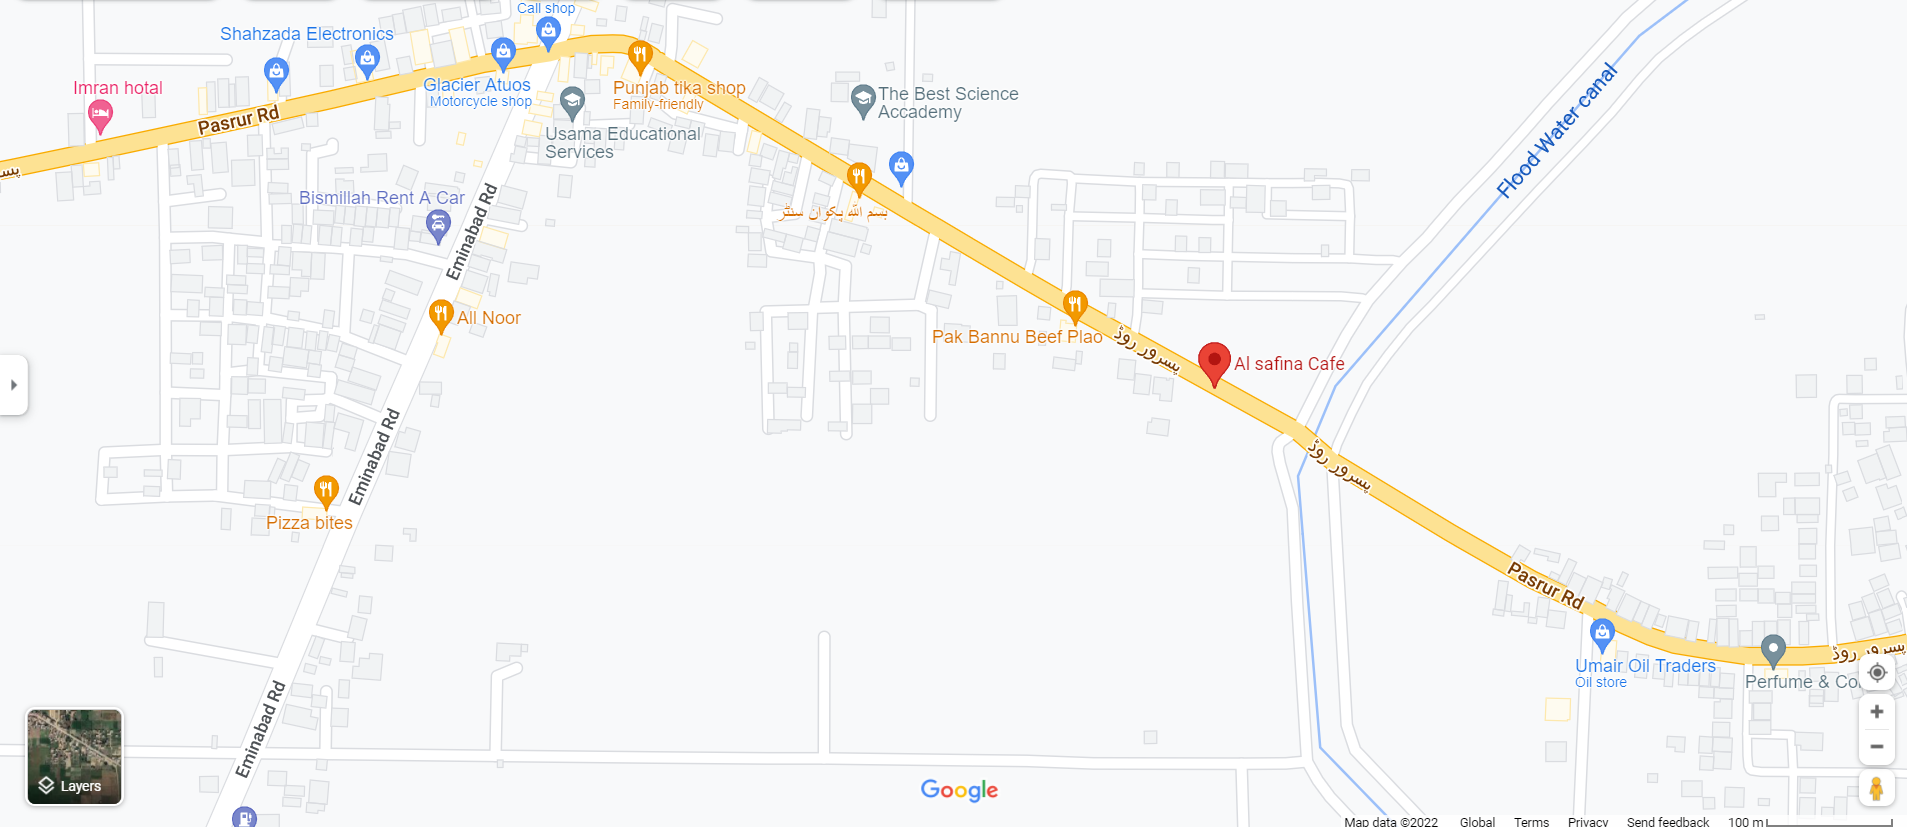 Call shop
Shahzada Electronics
Glacier Atuos
Motorcycle shop
Punjab tika shop
Family-friendly
Imran hotal
Pasrur Rd
The Best Science
Accademy
Usama Educational
Services
Bismillah Rent A Car
Eminabad Rd
بسم الله پکوان سنٹر
Flood Water canal
All Noor
Pak Bannu Beef Plao
پسرور روڈ
Al safina Cafe
Eminabad Rd
پسرور روڈ
Pizza bites
Pasrur Rd
Umair Oil Traders
Oil store
پسرور روڈ
Perfume & Co
Eminabad Rd
Layers
Google
Map data ©2022 Global Terms Privacy Send feedback 100 m